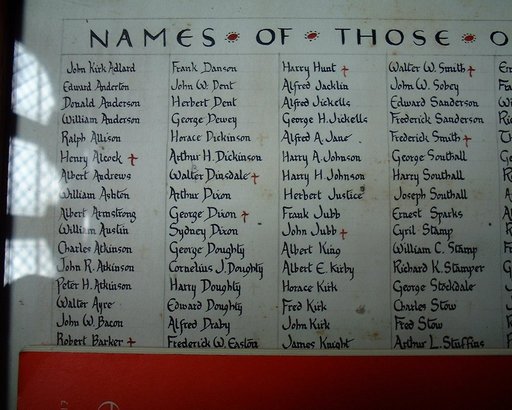 NAMES OF THOSE O
John Kirk Adlard
Edward Anderton
Donald Anderson
William Anderson
Ralph Allison
Henry Alcock †
Albert Andrews
William Ashton
Albert Armstrong
William Austin
Charles Atkinson
John R. Atkinson
Peter H. Atkinson
Walter Ayre
John W. Bacon
Robert Barker †
Frank Danson
John W. Dent
Herbert Dent
George Dewey
Horace Dickinson †
Arthur H. Dickinson
Walter Dinsdale †
Arthur Dixon
George Dixon †
Sydney Dixon
George Doughty
Cornelius J. Doughty
Harry Doughty
Edward Doughty
Alfred Draby
Frederick W. Easton
Harry Hunt †
Alfred Jacklin
Alfred Jickells
George H. Jickells
Alfred A. Jane
Harry A. Johnson
Harry H. Johnson
Herbert Justice
Frank Jubb
John Jubb †
Albert King
Albert E. Kirby
Horace Kirk
Fred Kirk
John Kirk
James Knight
Walter W. Smith †
John W. Sobey
Edward Sanderson
Frederick Sanderson
Frederick Smith †
George Southall
Harry Southall
Joseph Southall
Ernest Sparks
Cyril Stamp
William C. Stamp
Richard K. Stamper
George Stockdale
Charles Stow
Fred Stow
Arthur L. Stuffins